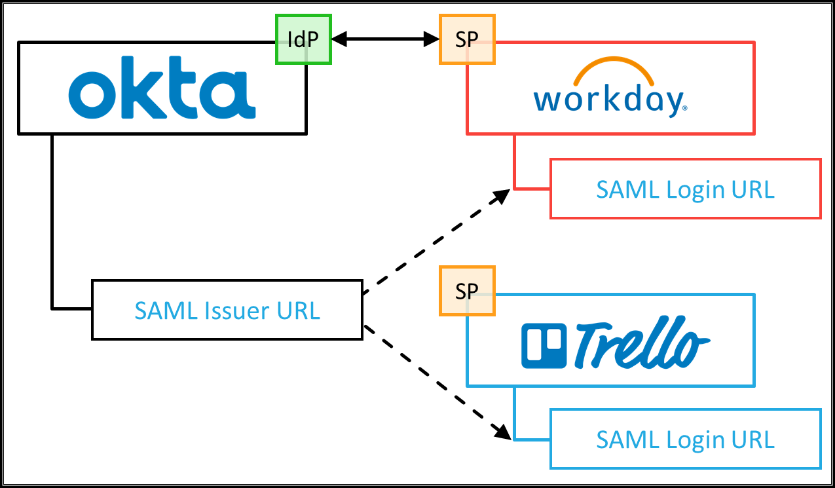 IdP
SP
okta
workday®
SAML Login URL
SAML Issuer URL
SP
Trello
SAML Login URL